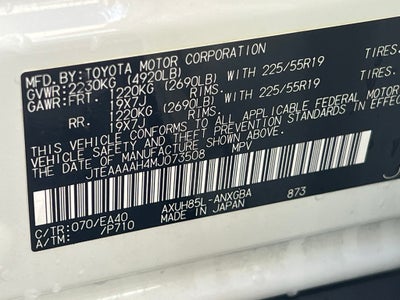 MFD.BY:TOYOTA MOTOR CORPORATION
GVWR:2230KG (4920LB)
GAWR:FRT. 1220KG (2690LB) WITH 225/55R19 TIRES.
19X7J RIMS.
RR. 1220KG (2690LB) WITH 225/55R19 TIRES.
19X7J RIMS.
THIS VEHICLE CONFORMS TO ALL APPLICABLE FEDERAL MOTOR
VEHICLE SAFETY AND THEFT PREVENTION STANDARDS IN EFFECT
THE DATE OF MANUFACTURE SHOWN
JTEAAAAH4MJ073508 MPV
C/TR:070/EA40 AXUH85L-ANXGBA 873
A/TM: /P710 MADE IN JAPAN